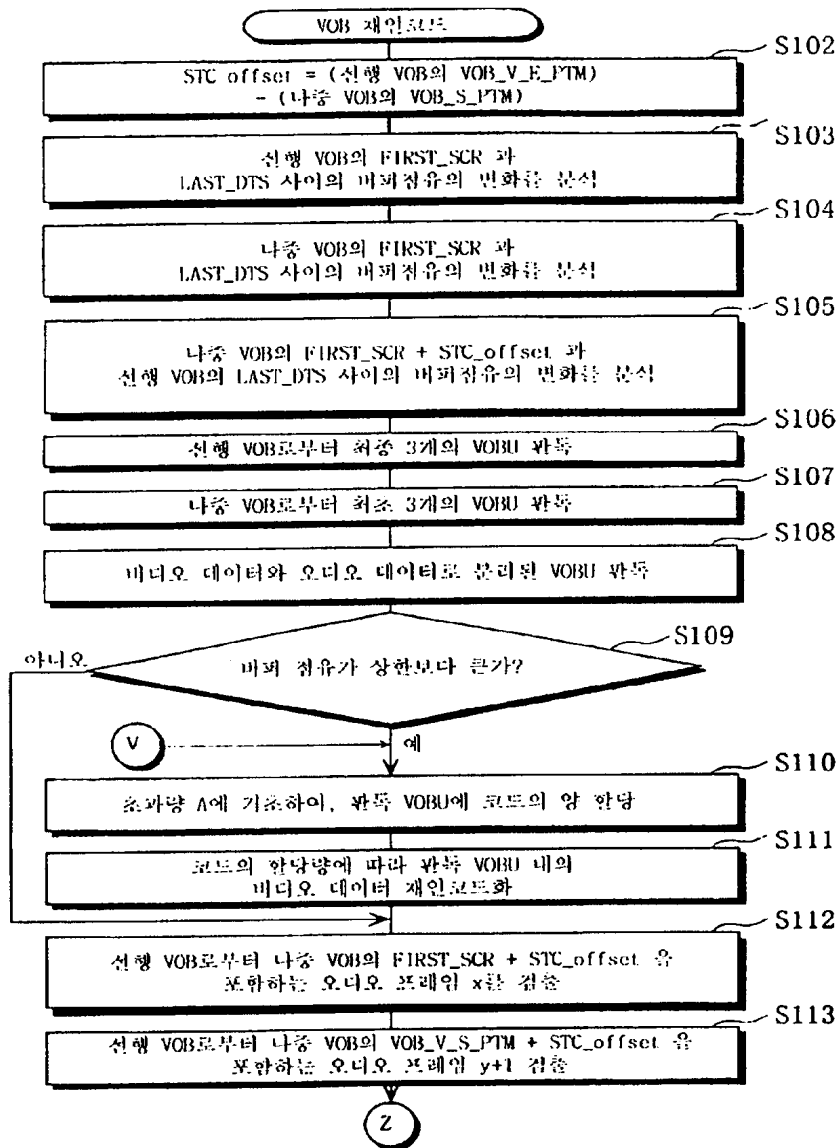 VOB 재인코드
S102
STC offset = (선행 VOB의 VOB_V_E_PTM)
- (나중 VOB의 VOB_S_PTM)
S103
선행 VOB의 FIRST_SCR 과
LAST_DTS 사이의 버퍼점유의 변화를 분석
S104
나중 VOB의 FIRST_SCR 과
LAST_DTS 사이의 버퍼점유의 변화를 분석
S105
나중 VOB의 FIRST_SCR + STC_offset 과
선행 VOB의 LAST_DTS 사이의 버퍼점유의 변화를 분석
S106
선행 VOB로부터 최종 3개의 VOBU 판독
S107
나중 VOB로부터 최초 3개의 VOBU 판독
S108
비디오 데이터와 오디오 데이터로 분리된 VOBU 판독
S109
버퍼 점유가 상한보다 큰가?
아니오
V
예
S110
초과량 A에 기초하여, 판독 VOBU에 코드의 양 할당
S111
코드의 할당량에 따라 판독 VOBU 내의
비디오 데이터 재인코드화
S112
선행 VOB로부터 나중 VOB의 FIRST_SCR + STC_offset 을
포함하는 오디오 프레임 x를 검출
S113
선행 VOB로부터 나중 VOB의 VOB_V_S_PTM + STC_offset 을
포함하는 오디오 프레임 y+1 검출
Z